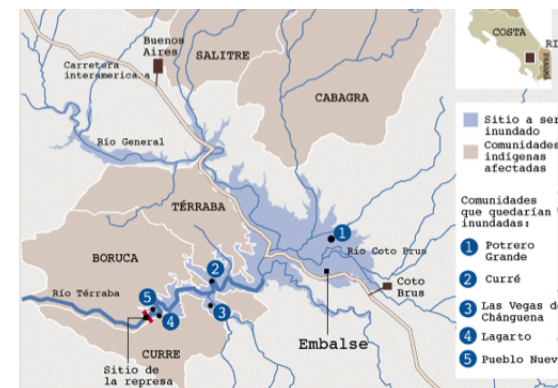 Buenos
Aires
Carretera
interamerica.a
SALITRE
CABAGRA
COSTA
RI
Río General
TÉRRABA
BORUCA
Río Térraba
CURRE
Río Coto Brus
Coto
Brus
Embalse
Sitio de
la represa
1
2
3
4
5
Sitio a ser
inundado
Comunidades
indígenas
afectadas
Comunidades
que quedarían
inundadas:
1 Potrero
Grande
2 Curré
3 Las Vegas de
Chánguena
4 Lagarto
5 Pueblo Nuev